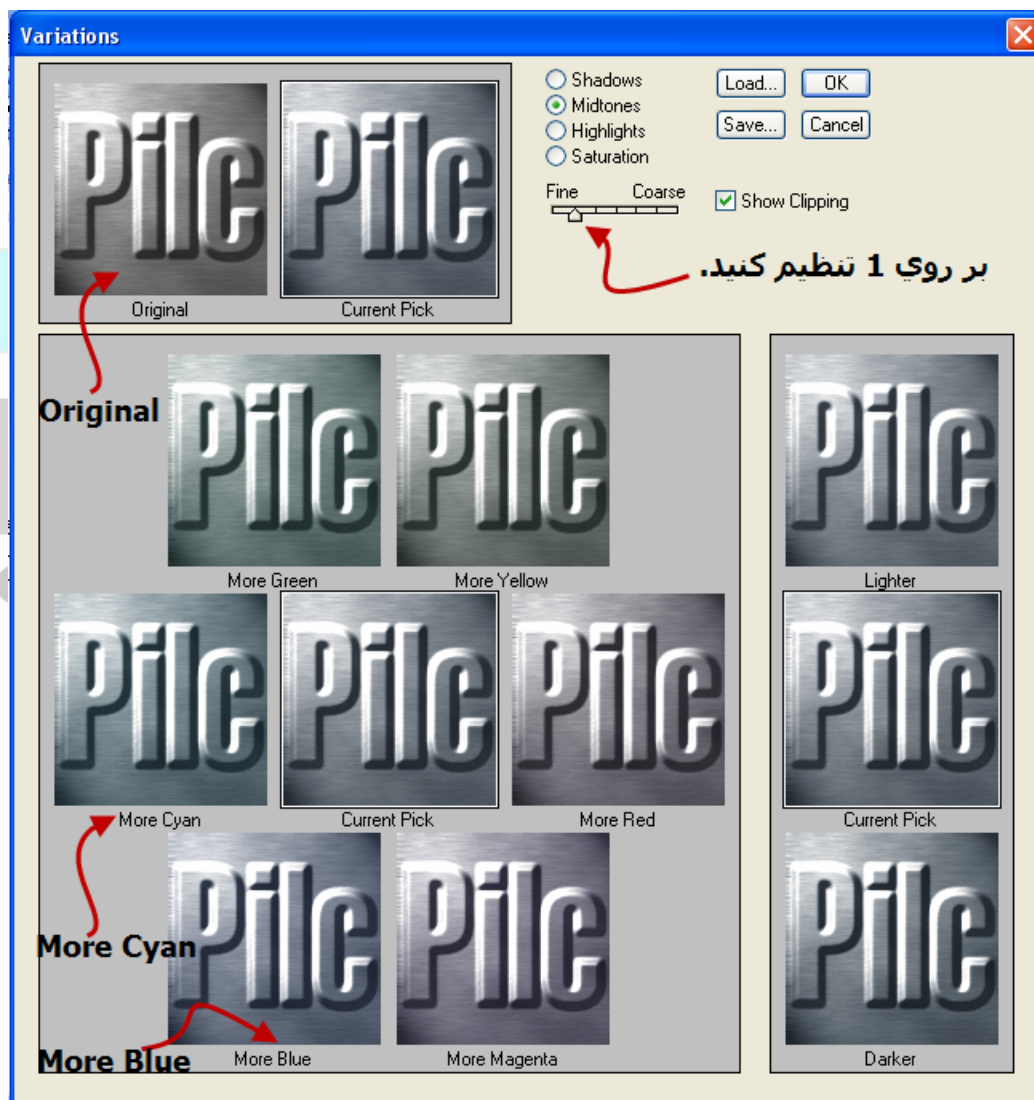 Variations
Pilc Pilc
Original Current Pick
Shadows
Midtones
Highlights
Saturation
Load... OK
Save... Cancel
Fine Coarse
Show Clipping
بر روي 1 تنظيم كنيد.
Original
Pilc Pilc Pilc
More Green More Yellow Lighter
Pilc Pilc Pilc Pilc
More Cyan Current Pick More Red Current Pick
More Cyan
Pilc Pilc Pilc
More Blue
More Blue More Magenta Darker